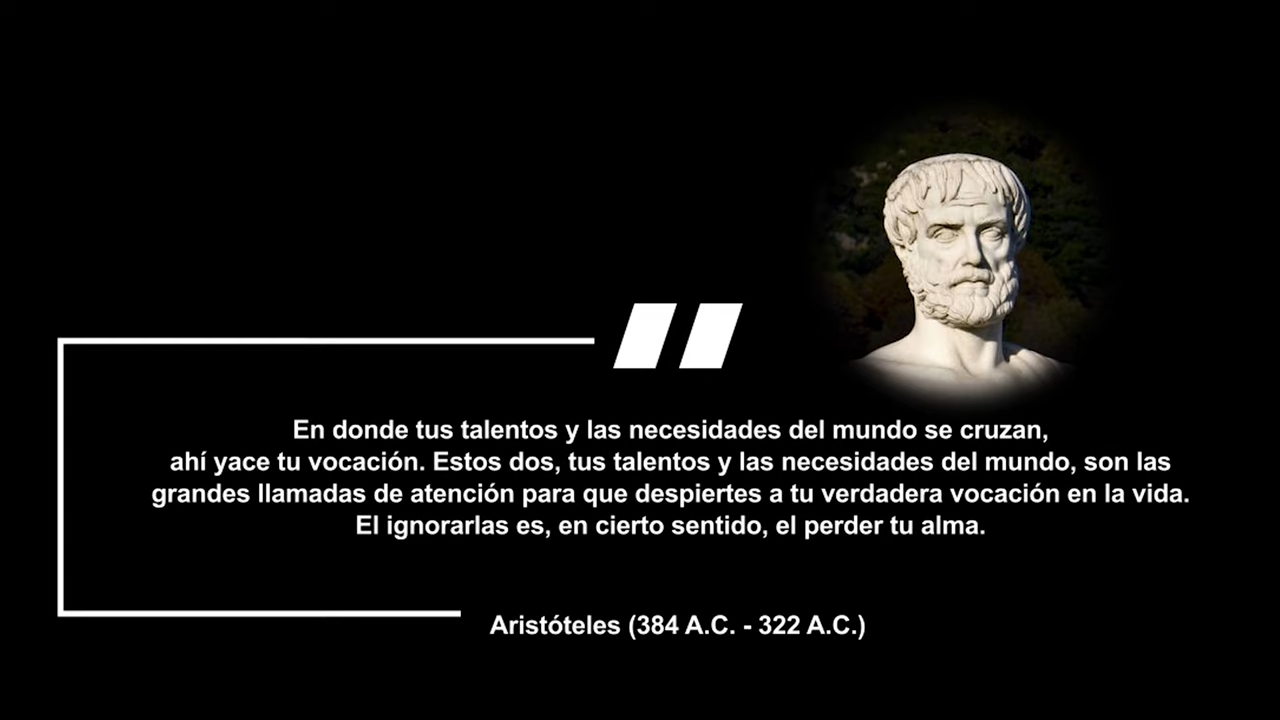 En donde tus talentos y las necesidades del mundo se cruzan,
ahí yace tu vocación. Estos dos, tus talentos y las necesidades del mundo, son las
grandes llamadas de atención para que despiertes a tu verdadera vocación en la vida.
El ignorarlas es, en cierto sentido, el perder tu alma.
Aristóteles (384 A.C. - 322 A.C.)